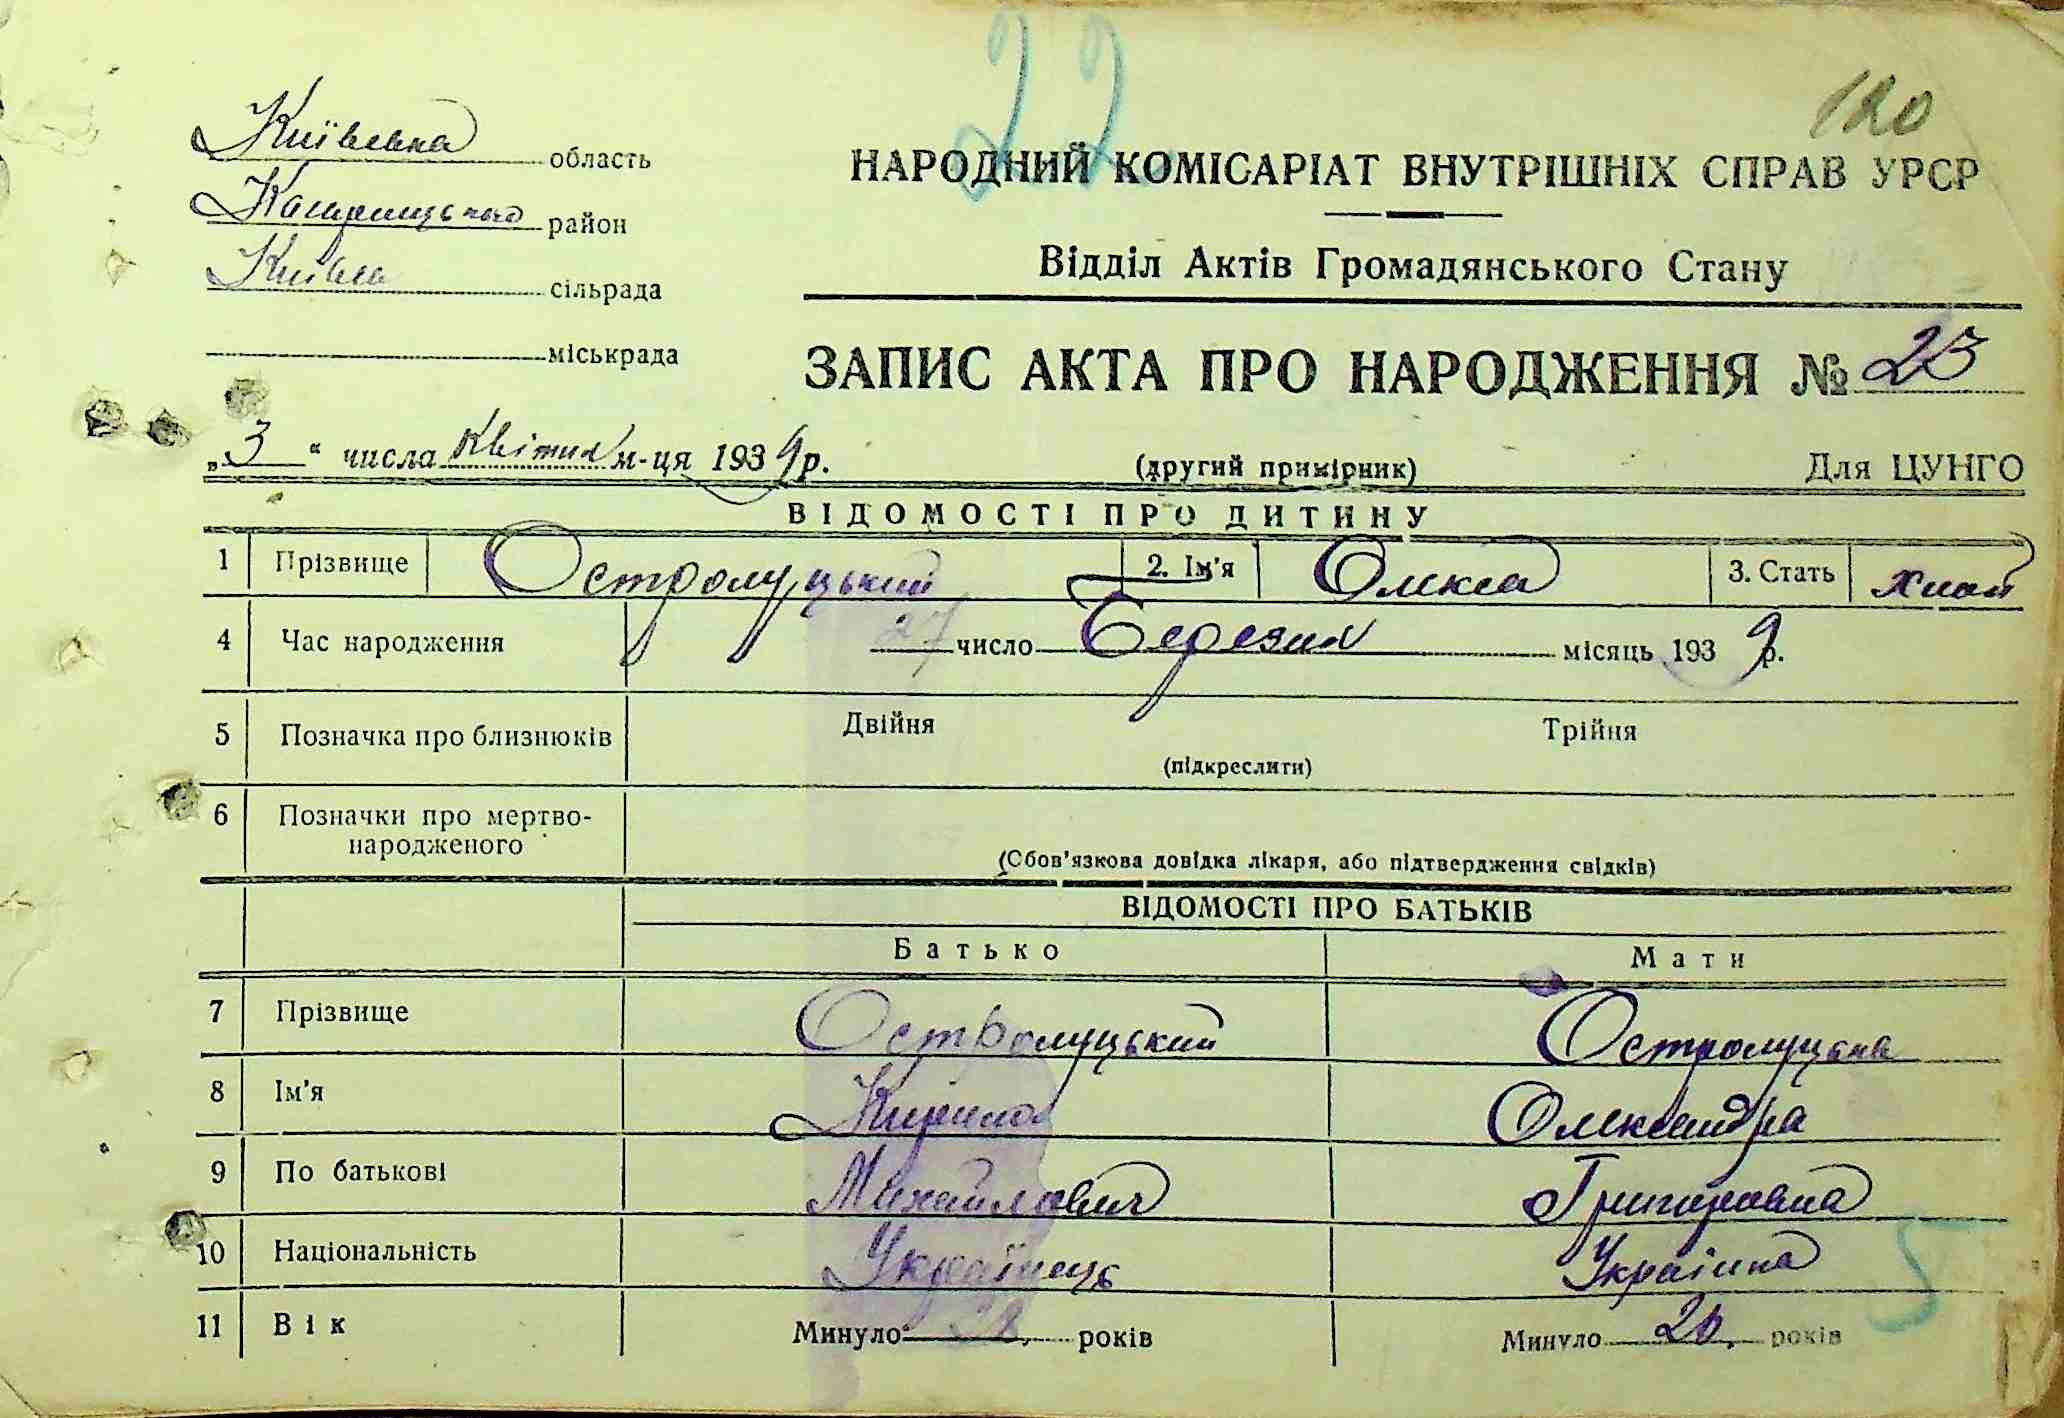 22
120
Київська область
НАРОДНИЙ КОМІСАРІАТ ВНУТРІШНІХ СПРАВ УРСР
район
Відділ Актів Громадянського Стану
сільрада
міськрада
ЗАПИС АКТА ПРО НАРОДЖЕННЯ № 23
„3“ числа квітня м-ця 1939 р.
(другий примірник)
Для ЦУНГО
ВІДОМОСТІ ПРО ДИТИНУ
1 Прізвище Остролуцький 2. Ім'я Олекса 3. Стать
4 Час народження 27 число Березня місяць 1939 р.
5 Позначка про близнюків Двійня Трійня
(підкреслити)
6 Позначки про мертво-
народженого
(Обов'язкова довідка лікаря, або підтвердження свідків)
ВІДОМОСТІ ПРО БАТЬКІВ
Батько Мати
7 Прізвище Остролуцький Остролуцька
8 Ім'я Кирило Олександра
9 По батькові Михайлович Григоровна
10 Національність Українець Українка
5
11 Вік Минуло років Минуло 26 років